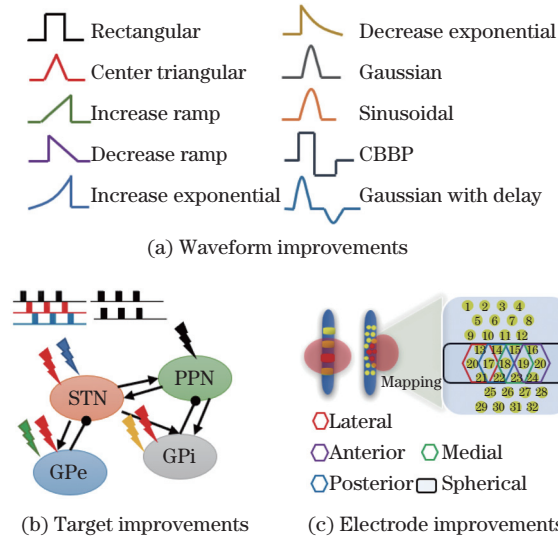 Rectangular
Decrease exponential
Center triangular
Gaussian
Increase ramp
Sinusoidal
Decrease ramp
CBBP
Increase exponential
Gaussian with delay
(a) Waveform improvements
STN
PPN
GPe
GPi
(b) Target improvements
Mapping
1 2 3 4
5 6 7 8
9 10 11 12
13 14 15 16
20 17 18 19 20
21 22 23 24
25 26 27 28
29 30 31 32
Lateral
Anterior
Medial
Posterior
Spherical
(c) Electrode improvements